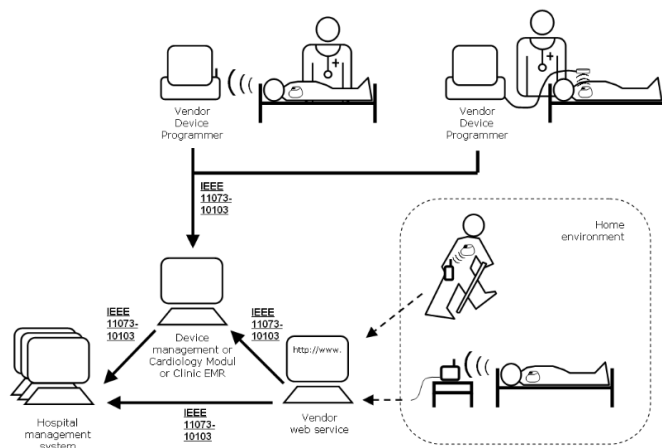 Vendor
Device
Programmer
Vendor
Device
Programmer
IEEE
11073-
10103
Home
environment
IEEE
11073-
10103
IEEE
11073-
10103
http://www.
Device
management or
Cardiology Modul
or Clinic EMR
IEEE
11073-
10103
Hospital
management
system
Vendor
web service